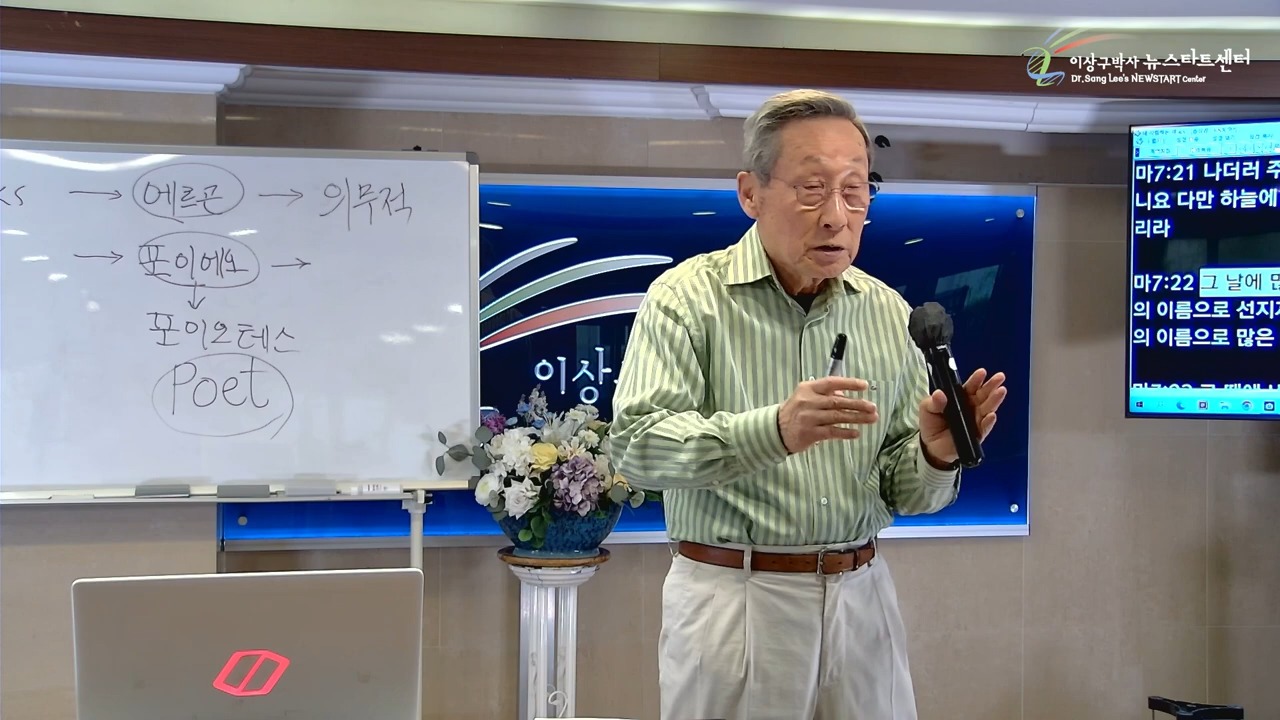 이상구박사 뉴스타트센터
Dr. Sang Lee's NEWSTART Center
→ 에르곤 → 의무적
→ 포이에오 →
↓
포이오테스
Poet
이상
마7:21 나더러 주
니요 다만 하늘에
리라
마7:22 그 날에 많
의 이름으로 선지자
의 이름으로 많은